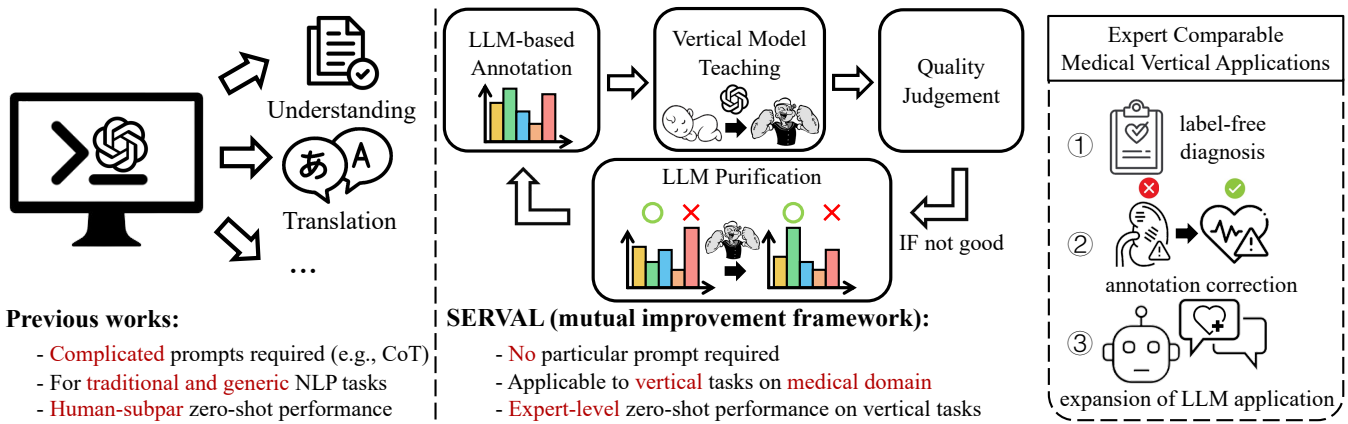 Understanding
あ A
Translation
...
Previous works:
- Complicated prompts required (e.g., CoT)
- For traditional and generic NLP tasks
- Human-subpar zero-shot performance
LLM-based
Annotation
Vertical Model
Teaching
Quality
Judgement
LLM Purification
IF not good
SERVAL (mutual improvement framework):
- No particular prompt required
- Applicable to vertical tasks on medical domain
- Expert-level zero-shot performance on vertical tasks
Expert Comparable
Medical Vertical Applications
① label-free
diagnosis
②
annotation correction
③
expansion of LLM application